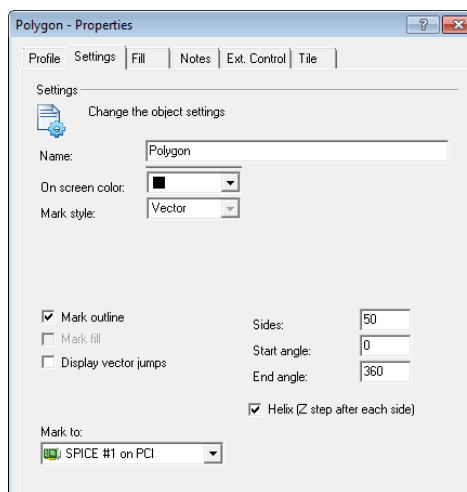 Polygon - Properties
Profile Settings Fill Notes Ext. Control Tile
Settings
Change the object settings
Name: Polygon
On screen color:
Mark style: Vector
Mark outline
Mark fill
Display vector jumps
Sides: 50
Start angle: 0
End angle: 360
Helix (Z step after each side)
Mark to:
SPICE #1 on PCI